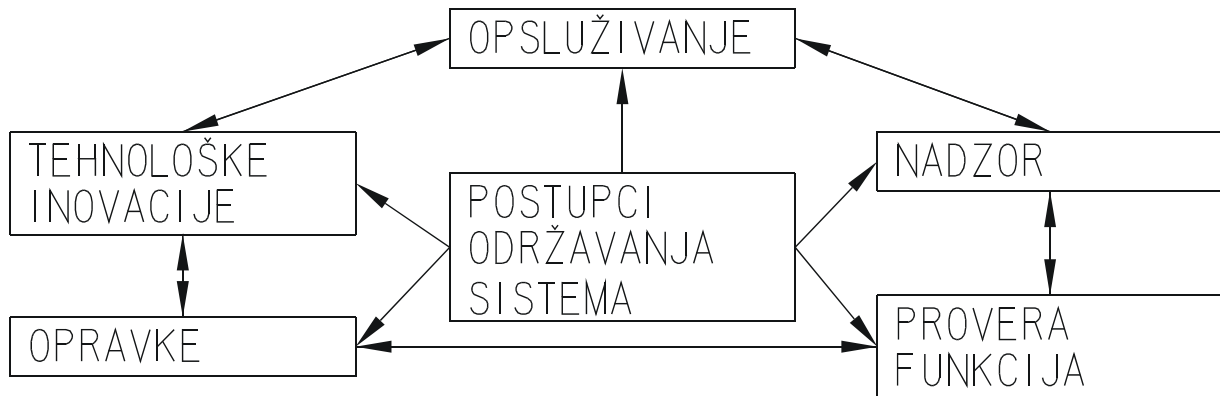 OPSLUŽIVANJE
TEHNOLOŠKE
INOVACIJE
NADZOR
POSTUPCI
ODRŽAVANJA
SISTEMA
OPRAVKE
PROVERA
FUNKCIJA